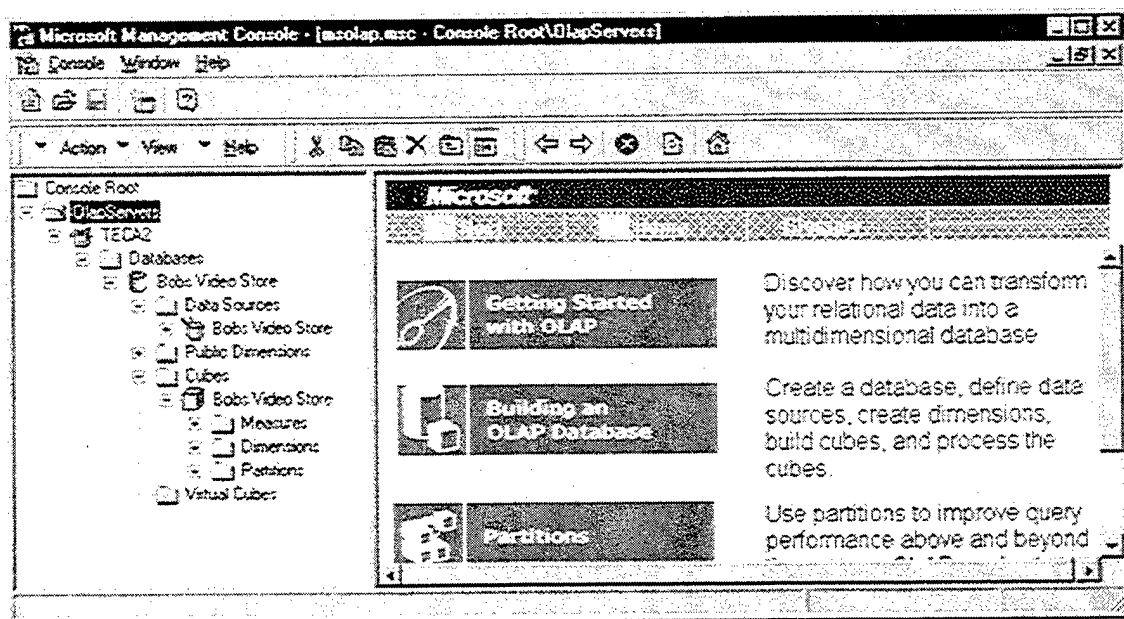 Microsoft Management Console - [msolap.msc - Console Root\OlapServers]
Console Window Help
Action View Help
Console Root
OlapServers
TECA2
Databases
Bobs Video Store
Data Sources
Bobs Video Store
Public Dimensions
Cubes
Bobs Video Store
Measures
Dimensions
Partitions
Virtual Cubes
Microsoft
Getting Started
with OLAP
Discover how you can transform
your relational data into a
multidimensional database
Building an
OLAP Database
Create a database, define data
sources, create dimensions,
build cubes, and process the
cubes.
Partitions
Use partitions to improve query
performance above and beyond